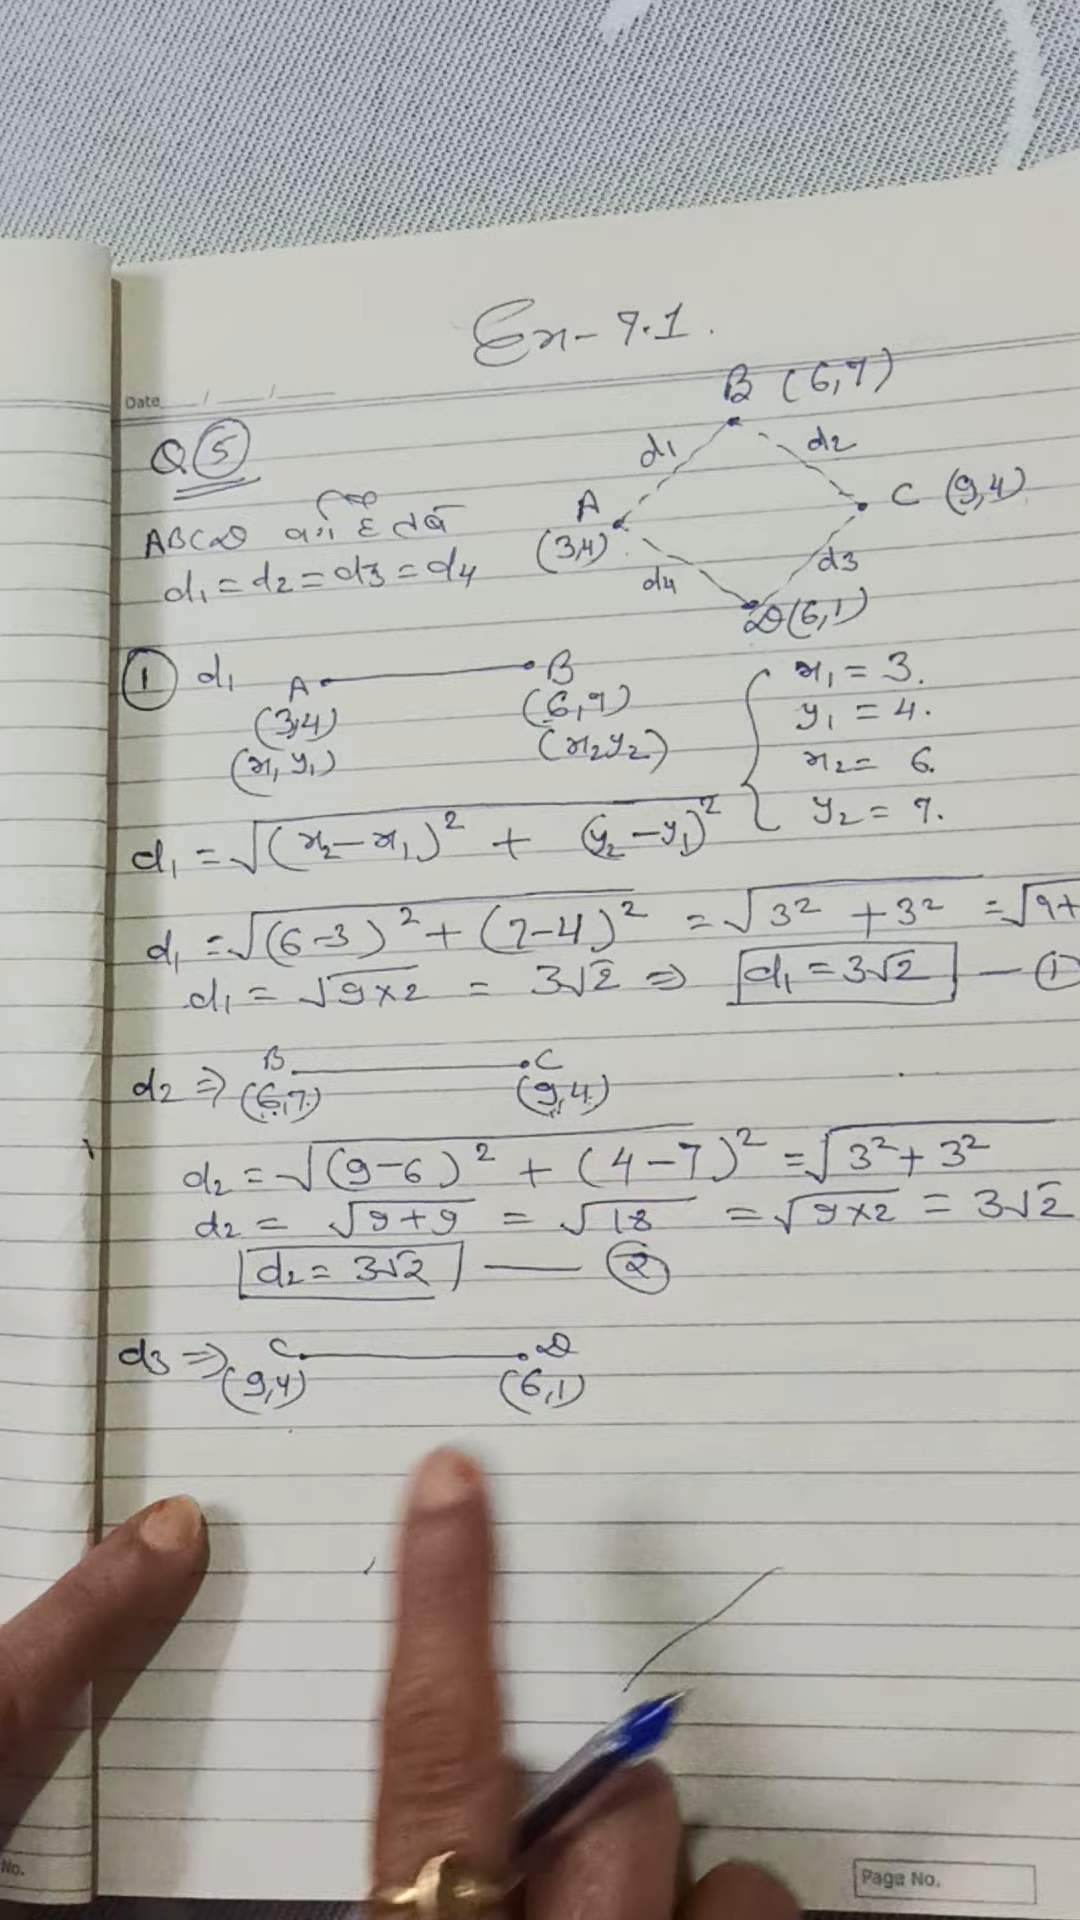 Ex-7.1.
Date / /
Q 5
B (6,7)
d1 d2
A
(3,4)
C (9,4)
d4 d3
D(6,1)
ABCD वर्ग है तब
d1 = d2 = d3 = d4
1 d1
A B
(3,4) (6,7)
(x1 y1) (x2 y2)
x1 = 3.
y1 = 4.
x2 = 6.
y2 = 7.
d1 = √(x2-x1)² + (y2-y1)²
d1 = √(6-3)² + (7-4)² = √3² + 3² = √9+
d1 = √9×2 = 3√2 ⇒ d1 = 3√2 — 1
d2 ⇒ B C
(6,7) (9,4)
d2 = √(9-6)² + (4-7)² = √3² + 3²
d2 = √9+9 = √18 = √9×2 = 3√2
d2 = 3√2 — 2
d3 ⇒ C D
(9,4) (6,1)
No.
Page No.